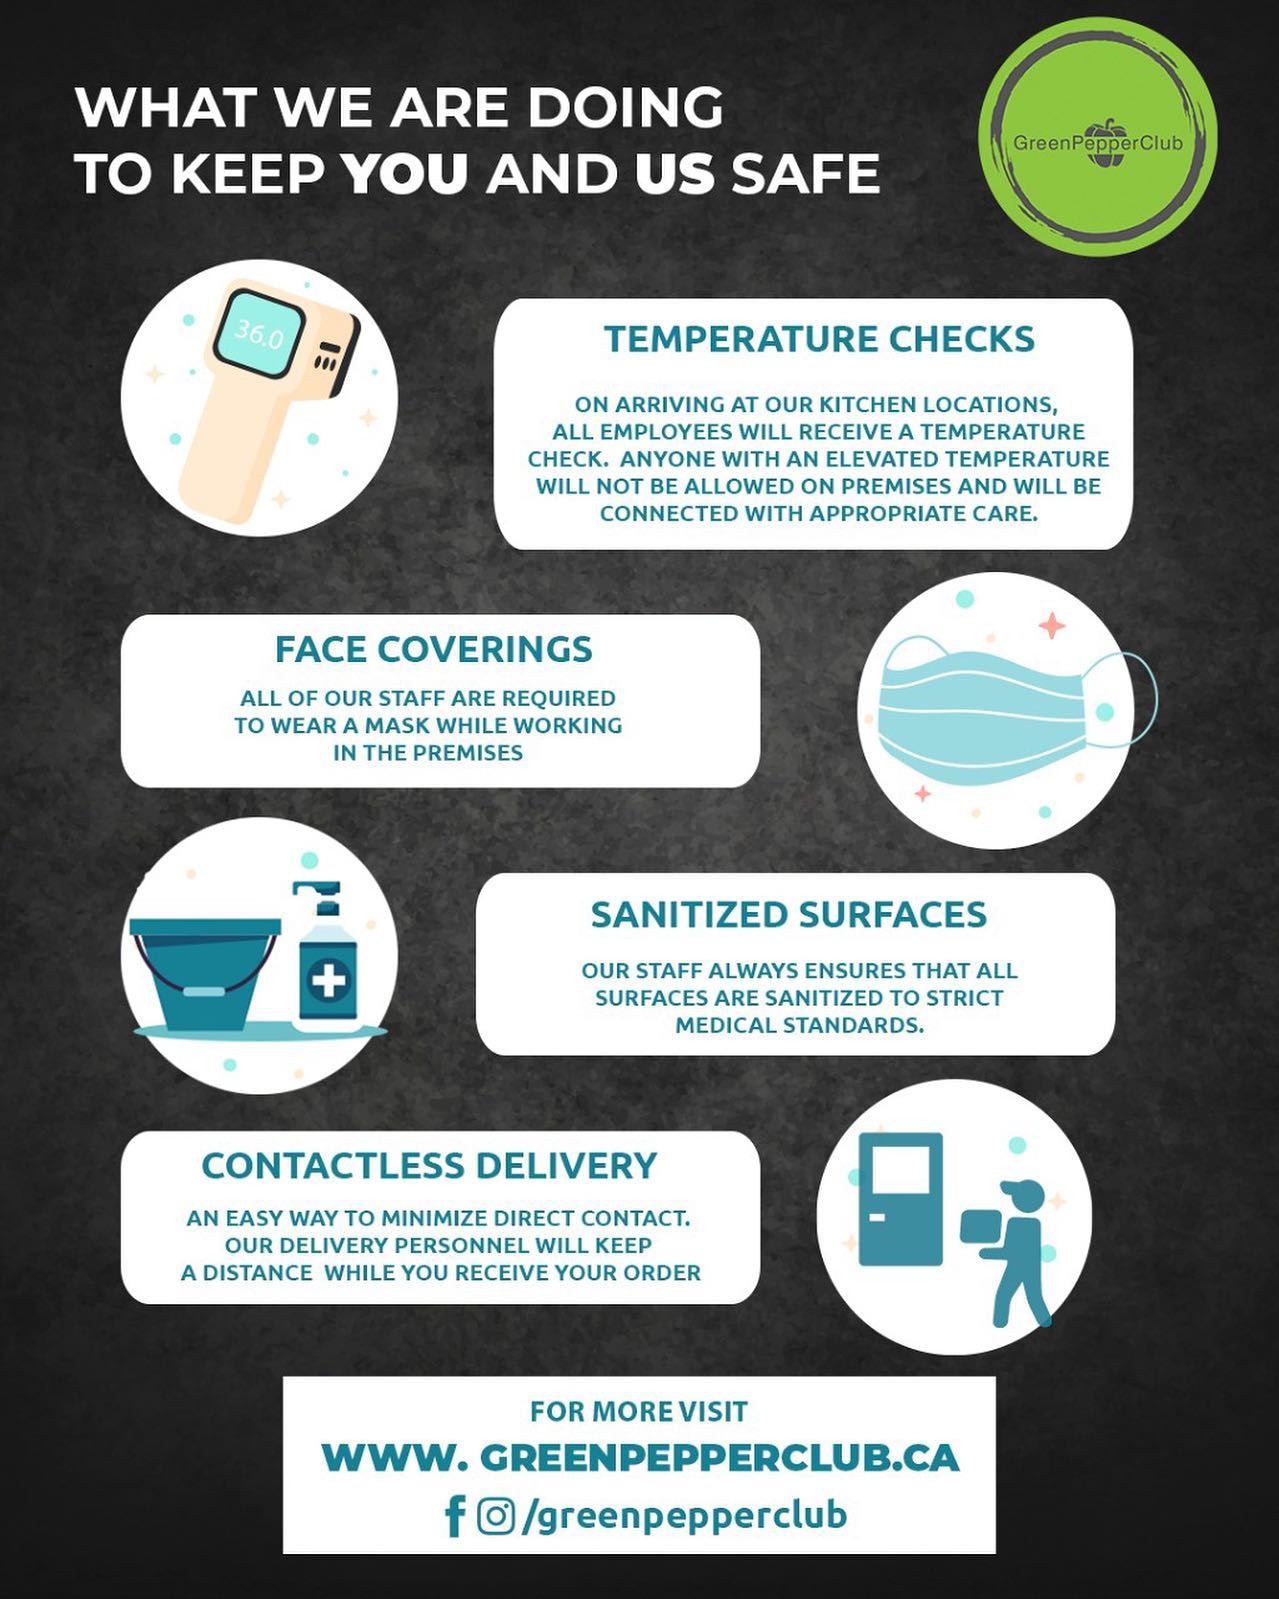 WHAT WE ARE DOING
TO KEEP YOU AND US SAFE
GreenPepperClub
36.0
TEMPERATURE CHECKS
ON ARRIVING AT OUR KITCHEN LOCATIONS,
ALL EMPLOYEES WILL RECEIVE A TEMPERATURE
CHECK. ANYONE WITH AN ELEVATED TEMPERATURE
WILL NOT BE ALLOWED ON PREMISES AND WILL BE
CONNECTED WITH APPROPRIATE CARE.
FACE COVERINGS
ALL OF OUR STAFF ARE REQUIRED
TO WEAR A MASK WHILE WORKING
IN THE PREMISES
SANITIZED SURFACES
OUR STAFF ALWAYS ENSURES THAT ALL
SURFACES ARE SANITIZED TO STRICT
MEDICAL STANDARDS.
CONTACTLESS DELIVERY
AN EASY WAY TO MINIMIZE DIRECT CONTACT.
OUR DELIVERY PERSONNEL WILL KEEP
A DISTANCE WHILE YOU RECEIVE YOUR ORDER
FOR MORE VISIT
WWW. GREENPEPPERCLUB.CA
/greenpepperclub